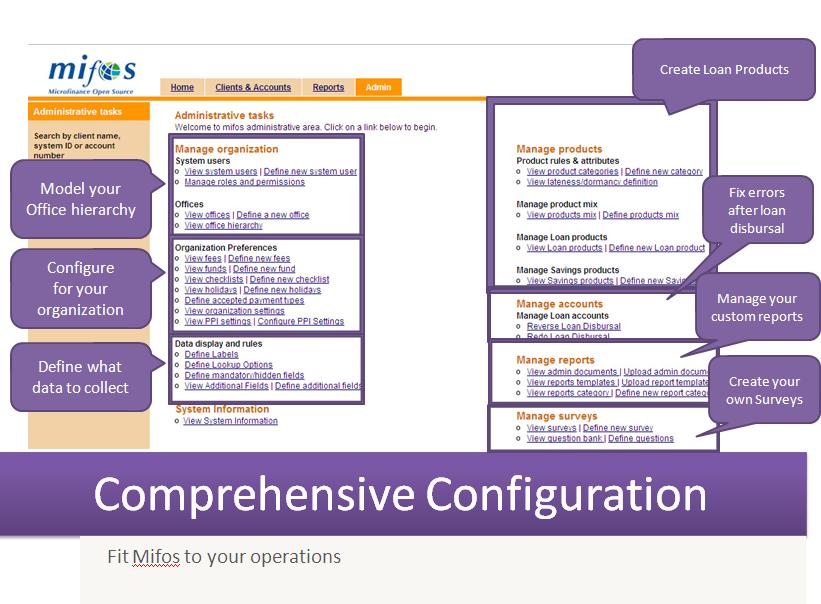 mifos
Microfinance Open Source
Home
Clients & Accounts
Reports
Admin
Administrative tasks
Search by client name,
system ID or account
number
Administrative tasks
Welcome to mifos administrative area. Click on a link below to begin.
Manage organization
System users
View system users | Define new system user
Manage roles and permissions
Offices
View offices | Define a new office
View office hierarchy
Organization Preferences
View fees | Define new fees
View funds | Define new fund
View checklists | Define new checklist
View holidays | Define new holidays
Define accepted payment types
View organization settings
View PPI settings | Configure PPI Settings
Data display and rules
Define Labels
Define Lookup Options
Define mandatory/hidden fields
View Additional Fields | Define additional fields
System Information
View System Information
Manage products
Product rules & attributes
View product categories | Define new category
View lateness/dormancy definition
Manage product mix
View products mix | Define products mix
Manage Loan products
View Loan products | Define new Loan product
Manage Savings products
View Savings products | Define new
Manage accounts
Manage Loan accounts
Reverse Loan Disbursal
Redo Loan Disbursal
Manage reports
View admin documents | Upload admin
View reports templates | Upload report template
View reports category | Define new report
Manage surveys
View surveys | Define new survey
View question bank | Define questions
Model your
Office hierarchy
Configure
for your
organization
Define what
data to collect
Create Loan Products
Fix errors
after loan
disbursal
Manage your
custom reports
Create your
own Surveys
Comprehensive Configuration
Fit Mifos to your operations